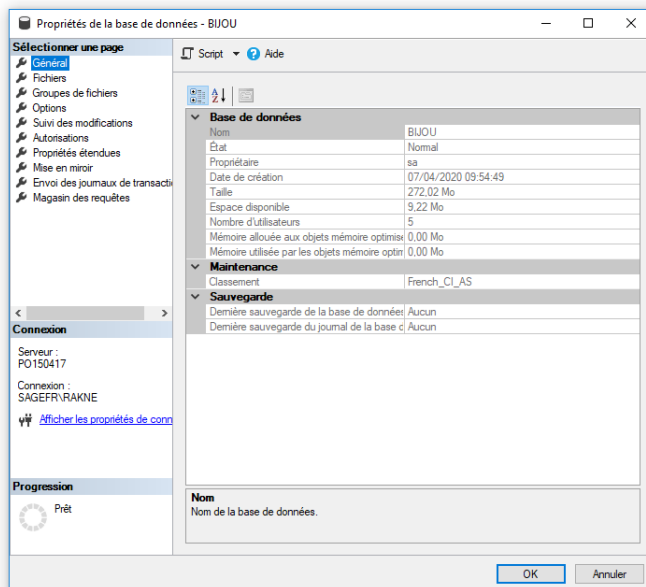 Propriétés de la base de données - BIJOU
Sélectionner une page
Général
Fichiers
Groupes de fichiers
Options
Suivi des modifications
Autorisations
Propriétés étendues
Mise en miroir
Envoi des journaux de transacti
Magasin des requêtes
Connexion
Serveur :
PO150417
Connexion :
SAGEFR\RAKNE
Afficher les propriétés de conn
Progression
Prêt
Script Aide
Base de données
Nom BIJOU
État Normal
Propriétaire sa
Date de création 07/04/2020 09:54:49
Taille 272,02 Mo
Espace disponible 9,22 Mo
Nombre d'utilisateurs 5
Mémoire allouée aux objets mémoire optimise 0,00 Mo
Mémoire utilisée par les objets mémoire optim 0,00 Mo
Maintenance
Classement French_CI_AS
Sauvegarde
Dernière sauvegarde de la base de données Aucun
Dernière sauvegarde du journal de la base d Aucun
Nom
Nom de la base de données.
OK Annuler